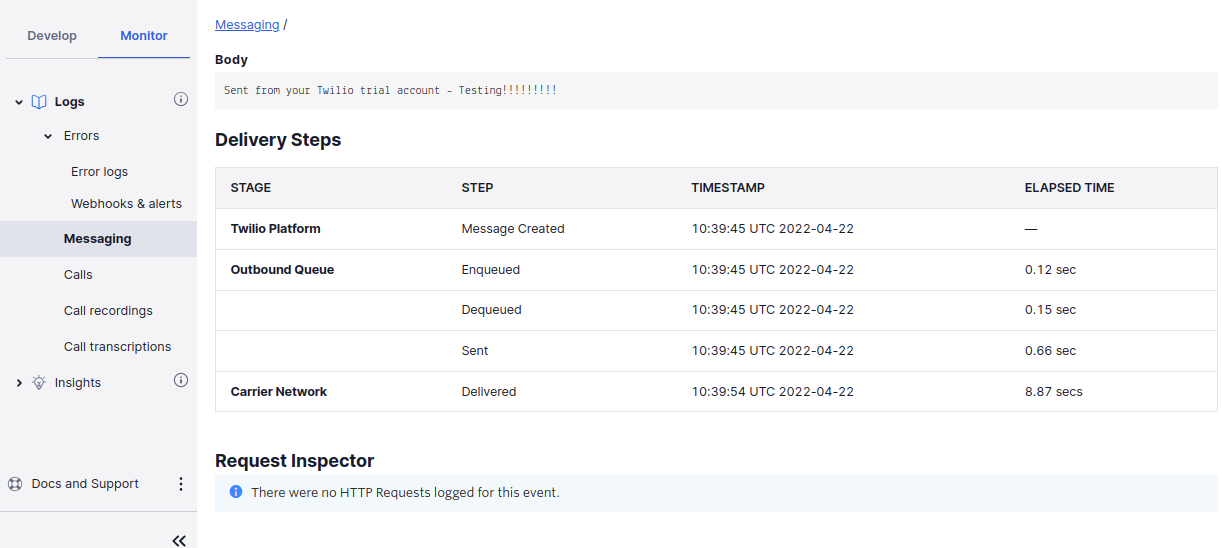 Develop Monitor
Logs
Errors
Error logs
Webhooks & alerts
Messaging
Calls
Call recordings
Call transcriptions
Insights
Docs and Support
Messaging /
Body
Sent from your Twilio trial account - Testing!!!!!!!!!
Delivery Steps
STAGE STEP TIMESTAMP ELAPSED TIME
Twilio Platform Message Created 10:39:45 UTC 2022-04-22 —
Outbound Queue Enqueued 10:39:45 UTC 2022-04-22 0.12 sec
Dequeued 10:39:45 UTC 2022-04-22 0.15 sec
Sent 10:39:45 UTC 2022-04-22 0.66 sec
Carrier Network Delivered 10:39:54 UTC 2022-04-22 8.87 secs
Request Inspector
There were no HTTP Requests logged for this event.